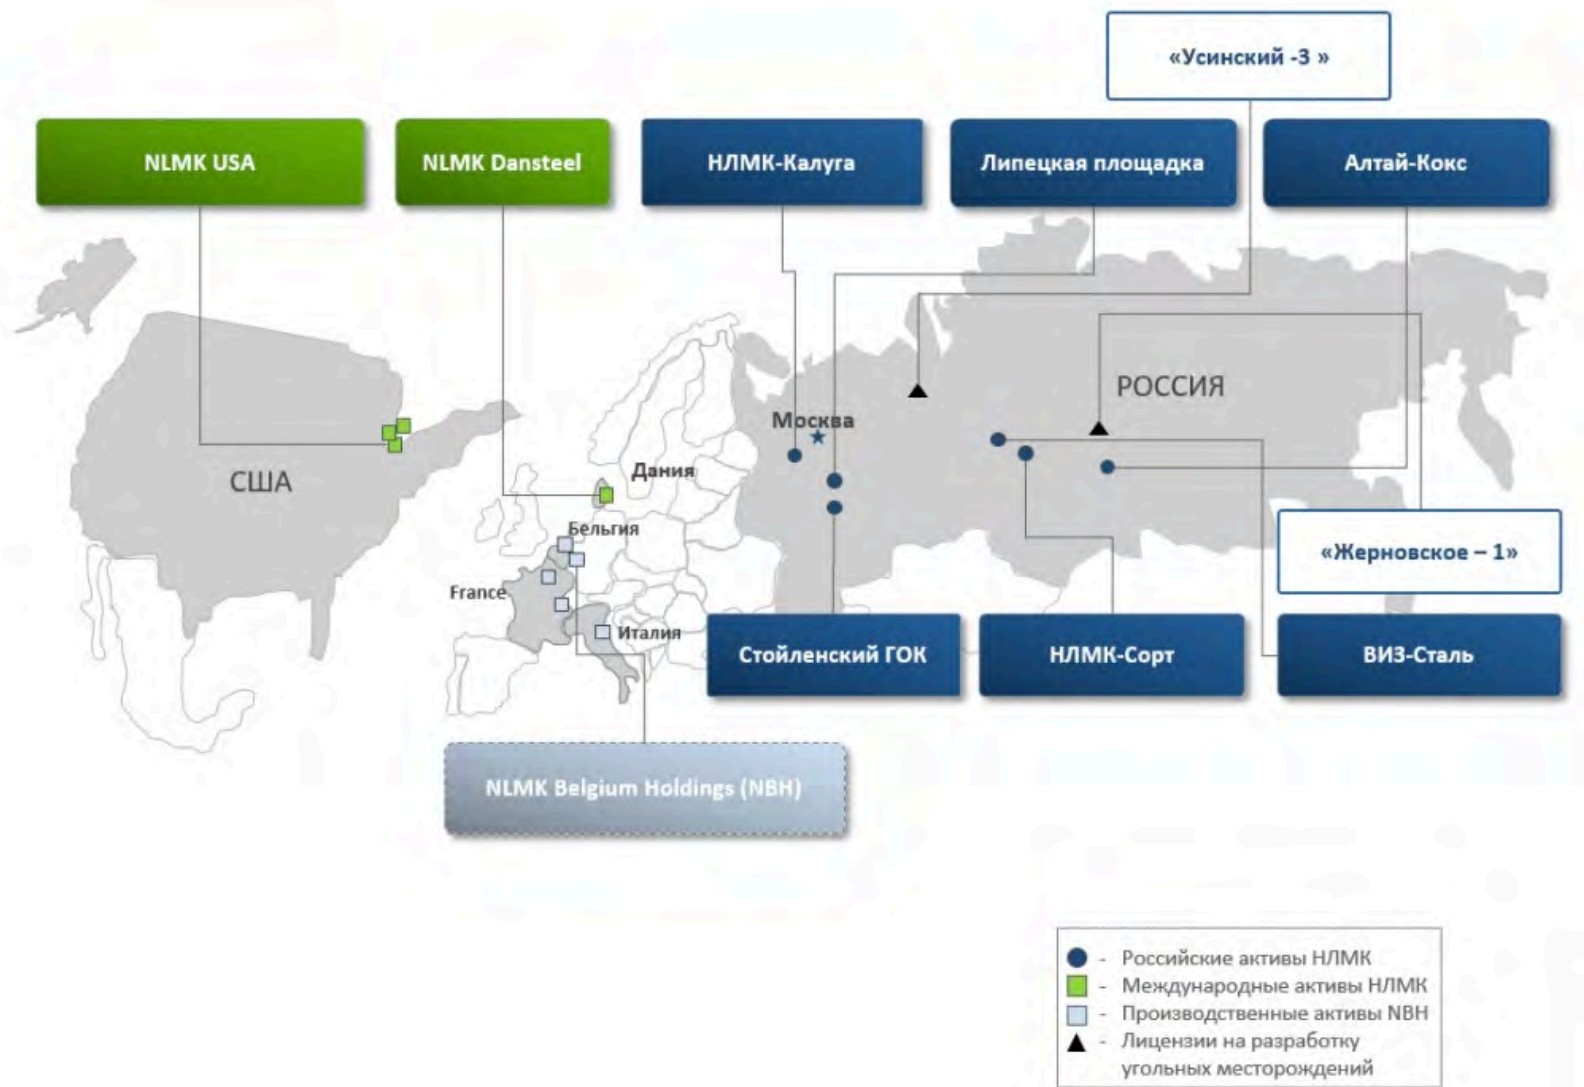 «Усинский -3 »
NLMK USA
NLMK Dansteel
НЛМК-Калуга
Липецкая площадка
Алтай-Кокс
РОССИЯ
Москва
США
Дания
Бельгия
«Жерновское – 1»
France
Италия
Стойленский ГОК
НЛМК-Сорт
ВИЗ-Сталь
NLMK Belgium Holdings (NBH)
- Российские активы НЛМК
- Международные активы НЛМК
- Производственные активы NBH
- Лицензии на разработку
угольных месторождений